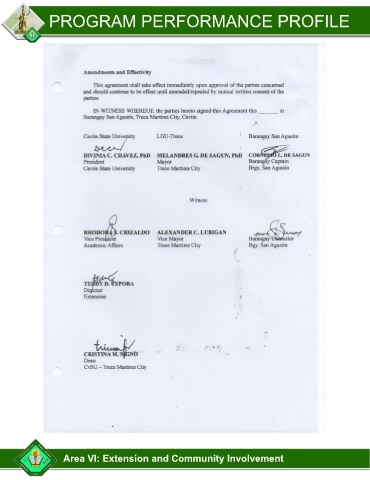 PROGRAM PERFORMANCE PROFILE
Amendments and Effectivity
This agreement shall take effect immediately upon approval of the parties concerned
and should continue to be effect until amended/repealed by mutual written consent of the
parties.
IN WITNESS WHEREOF, the parties hereto signed this Agreement this ______ in
Barangay San Agustin, Trece Martires City, Cavite.
Cavite State University LGU-Trece Barangay San Agustin
DIVINIA C. CHAVEZ, PhD MELANDRES G. DE SAGUN, PhD L. DE SAGUN
President Mayor Barangay Captain
Cavite State University Trece Martires City Brgy. San Agustin
Witness
RHODORA S. CRIZALDO ALEXANDER C. LUBIGAN
Vice President Vice Mayor Barangay Councilor
Academic Affairs Trece Martires City Bgy. San Agustin
TEDDY D. TEPORA
Director
Extension
CRISTINA M. SIGNO
Dean
CvSU – Trece Martires City
Area VI: Extension and Community Involvement